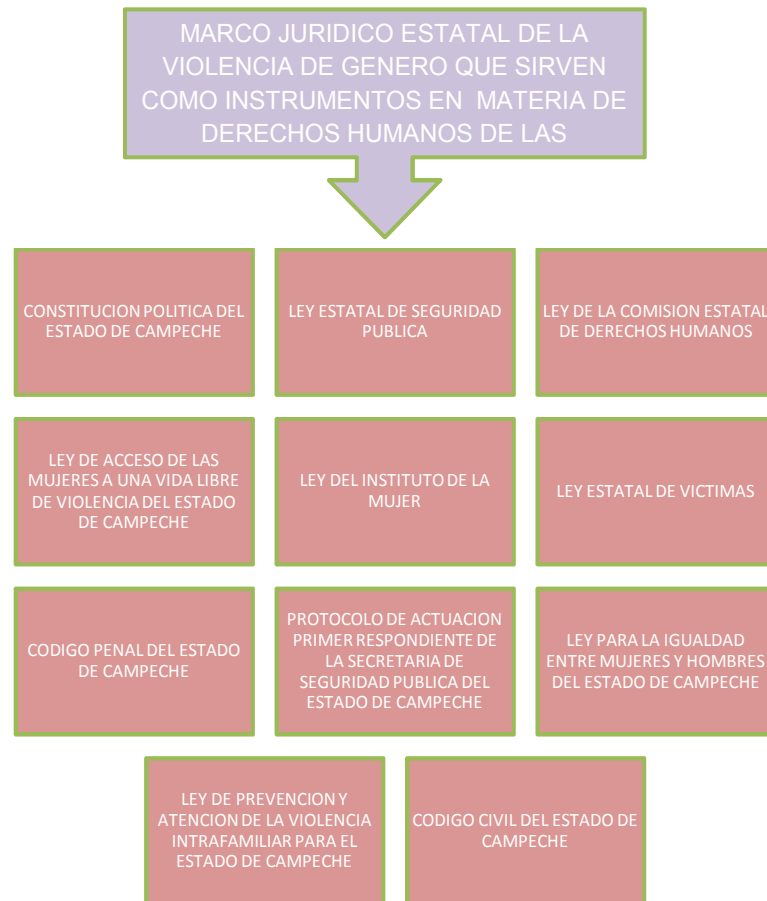 MARCO JURIDICO ESTATAL DE LA
VIOLENCIA DE GENERO QUE SIRVEN
COMO INSTRUMENTOS EN MATERIA DE
DERECHOS HUMANOS DE LAS
CONSTITUCION POLITICA DEL
ESTADO DE CAMPECHE
LEY ESTATAL DE SEGURIDAD
PUBLICA
LEY DE LA COMISION ESTATAL
DE DERECHOS HUMANOS
LEY DE ACCESO DE LAS
MUJERES A UNA VIDA LIBRE
DE VIOLENCIA DEL ESTADO
DE CAMPECHE
LEY DEL INSTITUTO DE LA
MUJER
LEY ESTATAL DE VICTIMAS
CODIGO PENAL DEL ESTADO
DE CAMPECHE
PROTOCOLO DE ACTUACION
PRIMER RESPONDIENTE DE
LA SECRETARIA DE
SEGURIDAD PUBLICA DEL
ESTADO DE CAMPECHE
LEY PARA LA IGUALDAD
ENTRE MUJERES Y HOMBRES
DEL ESTADO DE CAMPECHE
LEY DE PREVENCION Y
ATENCION DE LA VIOLENCIA
INTRAFAMILIAR PARA EL
ESTADO DE CAMPECHE
CODIGO CIVIL DEL ESTADO DE
CAMPECHE